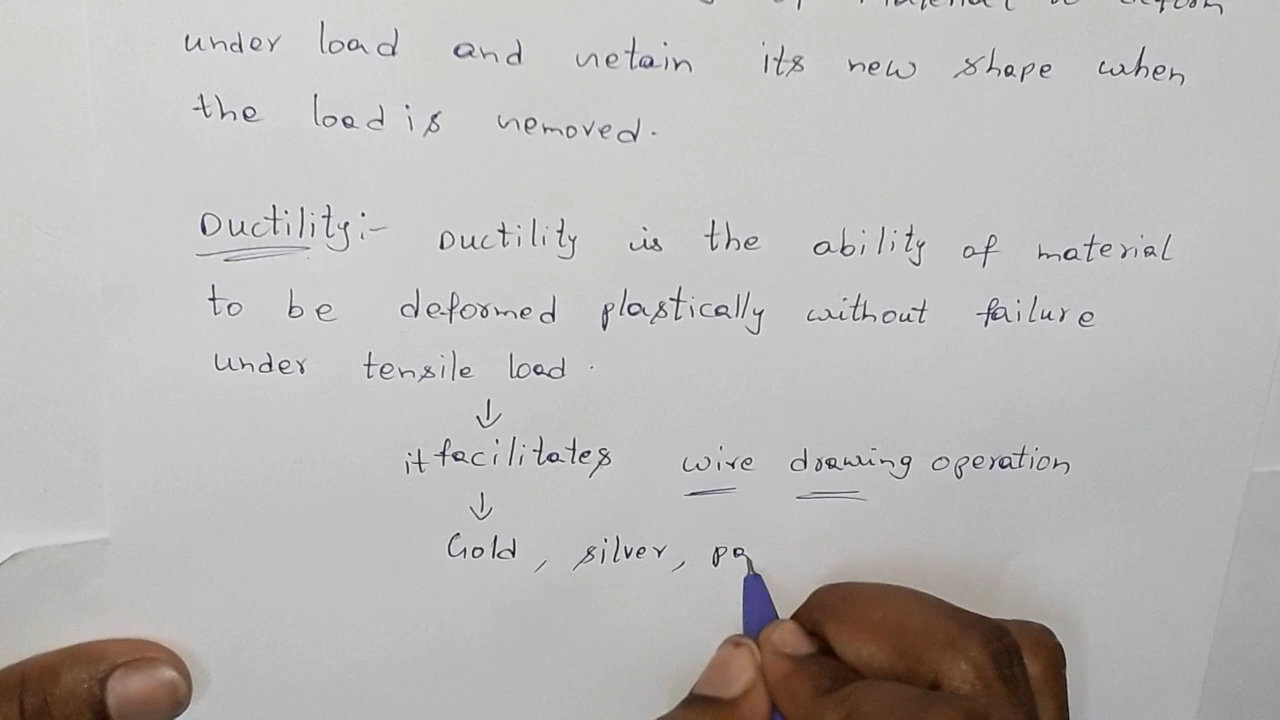 under load and retain its new shape when
the load is removed.
Ductility:- Ductility is the ability of material
to be deformed plastically without failure
under tensile load.
↓
it facilitates wire drawing operation
↓
Gold, silver,